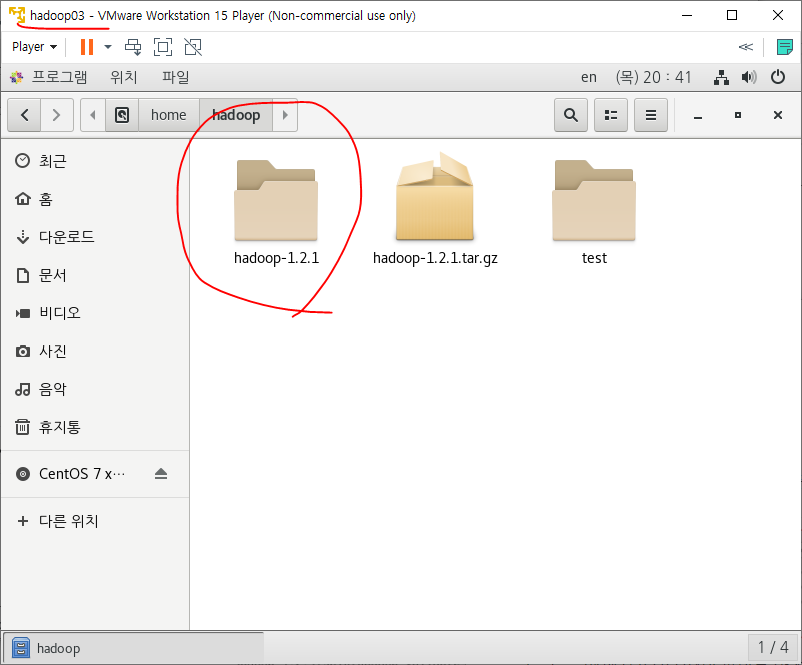 hadoop03 - VMware Workstation 15 Player (Non-commercial use only)
Player
프로그램 위치 파일 en (목) 20 : 41
home hadoop
최근
홈
다운로드
문서
비디오
사진
음악
휴지통
CentOS 7 x…
다른 위치
hadoop-1.2.1 hadoop-1.2.1.tar.gz test
hadoop 1 / 4